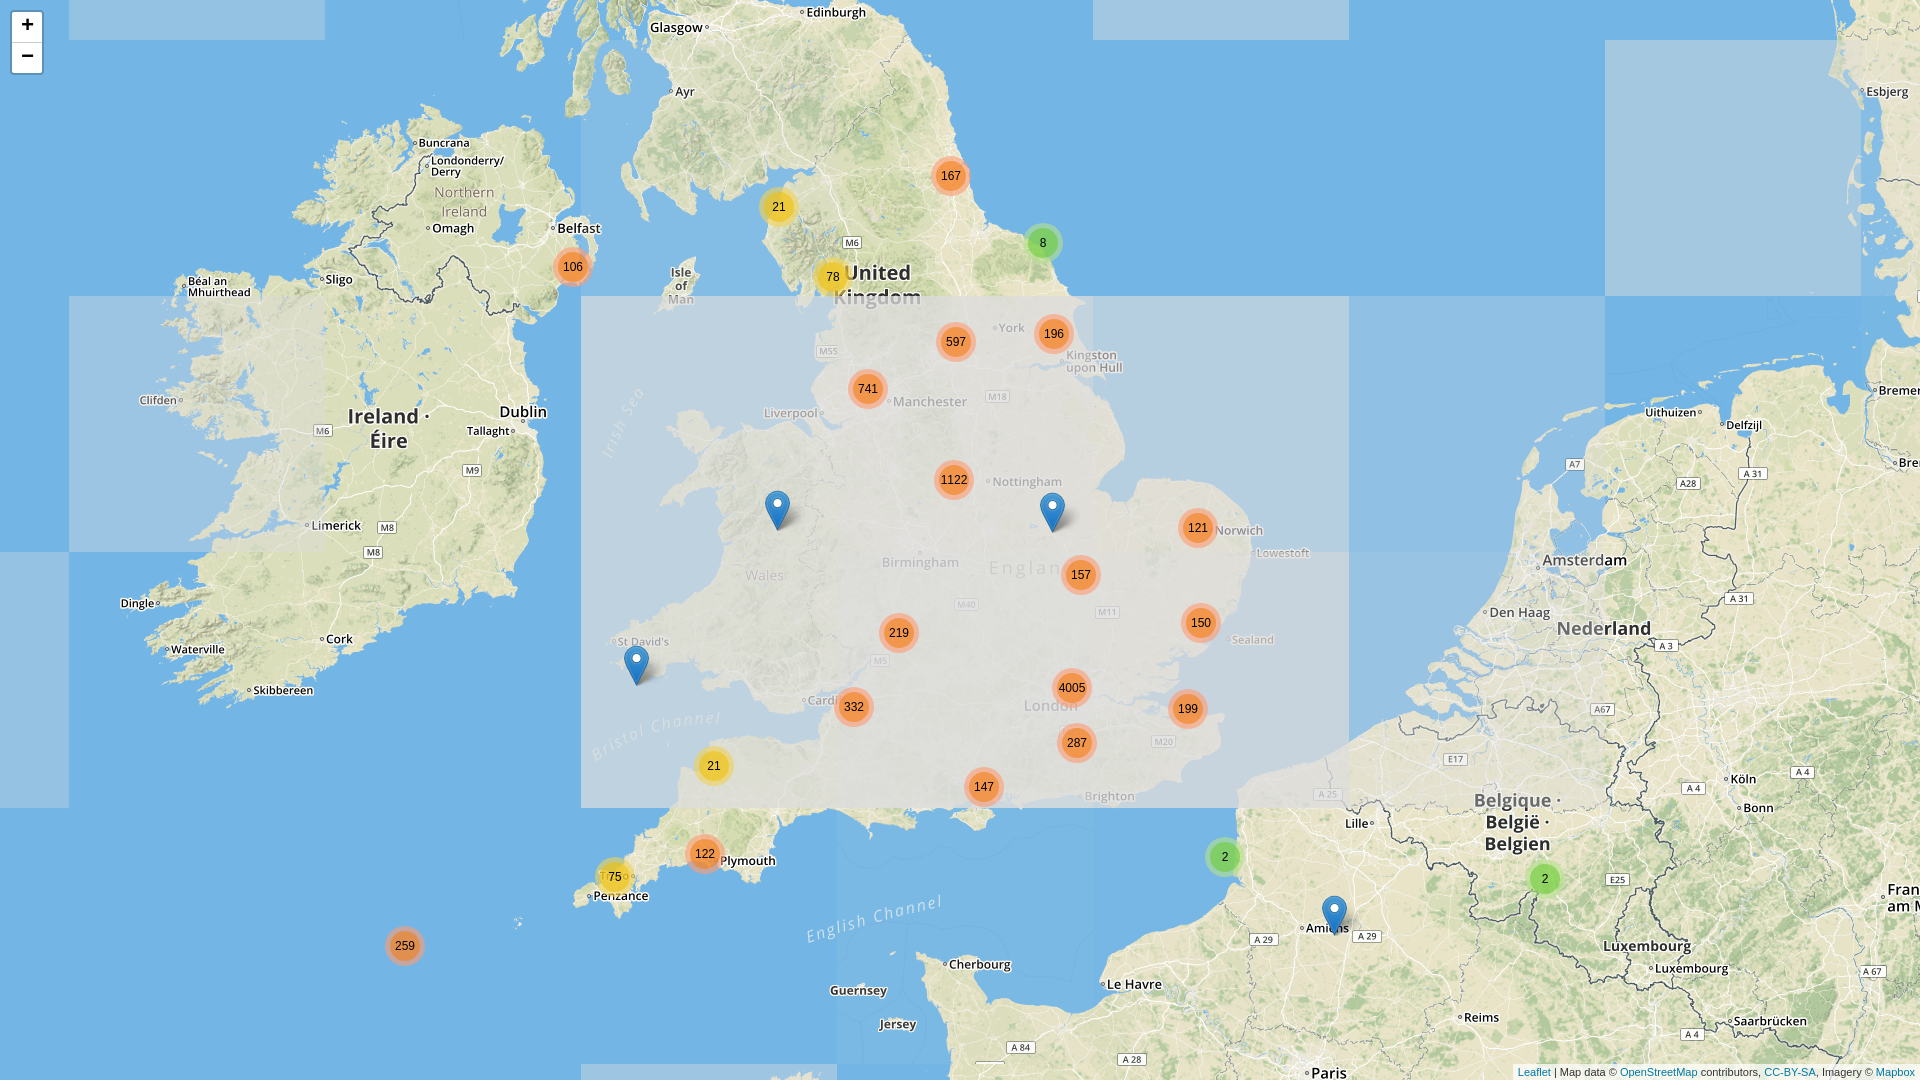 +
−
Edinburgh
Glasgow
Ayr
Esbjerg
Buncrana
Londonderry/
Derry
Northern
Ireland
Omagh
Belfast
167
21
8
M6
106
78
United
Kingdom
Isle
of
Man
Sligo
Béal an
Mhuirthead
York
196
597
M55
Kingston
upon Hull
741
Manchester
M18
Liverpool
Irish Sea
Clifden
Ireland ·
Éire
Dublin
Tallaght
M6
M9
Uithuizen
Delfzijl
A7
A 31
A28
1122
Nottingham
121
Norwich
Lowestoft
Limerick
M8
M8
Birmingham
Wales
157
M40
M11
219
150
Sealand
M5
St David's
Amsterdam
Den Haag
Nederland
A 31
A 3
Dingle
Cork
Waterville
Skibbereen
4005
London
199
332
287
M20
Bristol Channel
21
147
Brighton
A67
E17
A 25
Köln
Bonn
A 4
A 4
Belgique ·
België ·
Belgien
Lille
122
Plymouth
75
Penzance
2
2
E25
259
English Channel
Amiens
A 29
A 29
Luxembourg
Luxembourg
A 67
Cherbourg
Guernsey
Jersey
Le Havre
Reims
Saarbrücken
A 4
A 84
A 28
Paris
Leaflet | Map data © OpenStreetMap contributors, CC-BY-SA, Imagery © Mapbox